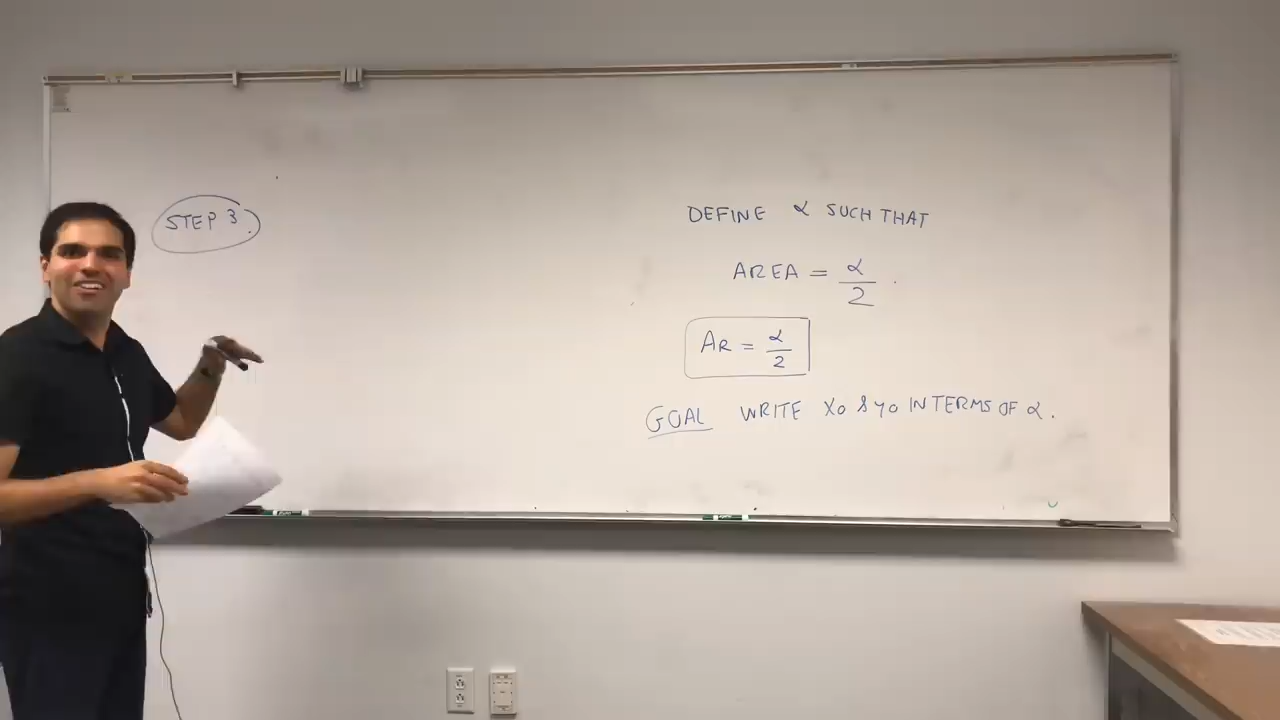 STEP 3
DEFINE α SUCH THAT
AREA = α/2
AR = α/2
GOAL WRITE X0 & Y0 IN TERMS OF α.